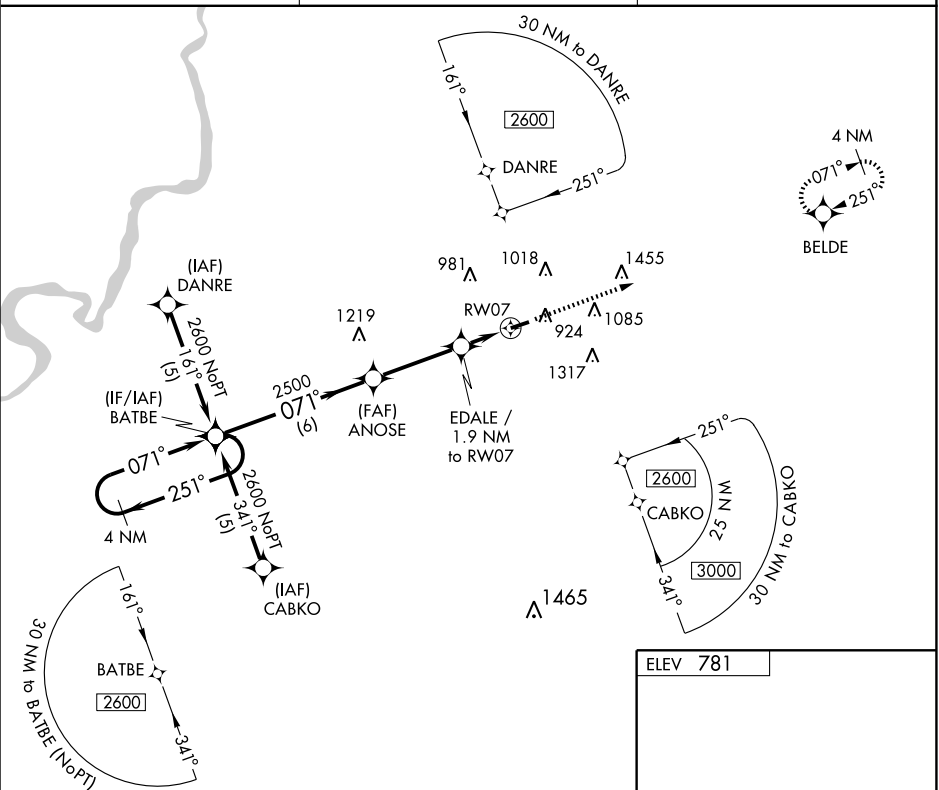 30 NM to DANRE
161°
2600
DANRE
251°
4 NM
071°
251°
BELDE
(IAF)
DANRE
2600 NoPT
161°
(5)
981
1018
1455
1219
RW07
924
1085
1317
(IF/IAF)
BATBE
2500
071°
(6)
(FAF)
ANOSE
EDALE /
1.9 NM
to RW07
071°
251°
4 NM
2600 NoPT
341°
(5)
(IAF)
CABKO
251°
2600
CABKO
25 NM
3000
341°
30 NM to CABKO
1465
161°
BATBE
2600
341°
30 NM to BATBE (NoPT)
ELEV 781